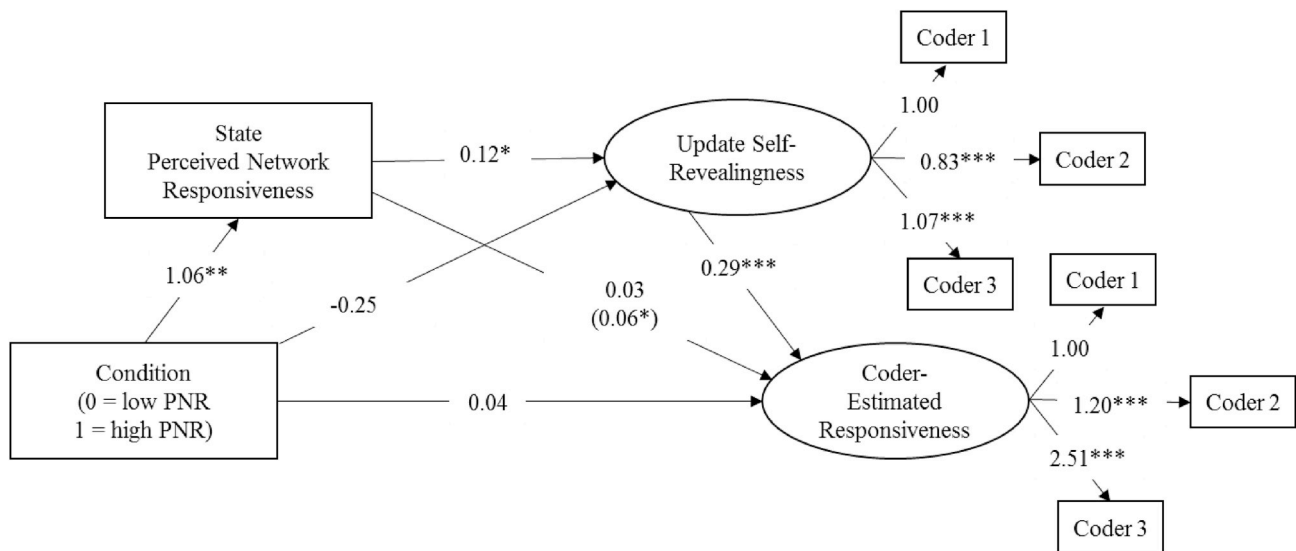 Coder 1
1.00
State
Perceived Network
Responsiveness
Update Self-
Revealingness
0.12*
0.83***
Coder 2
1.07***
Coder 3
1.06**
-0.25
0.03
(0.06*)
0.29***
Coder 1
1.00
Condition
(0 = low PNR
1 = high PNR)
0.04
Coder-
Estimated
Responsiveness
1.20***
Coder 2
2.51***
Coder 3